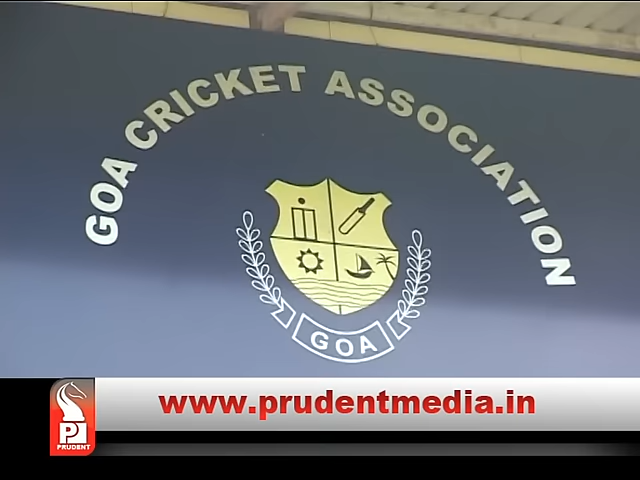 GOA CRICKET ASSOCIATION
GOA
www.prudentmedia.in
P
PRUDENT